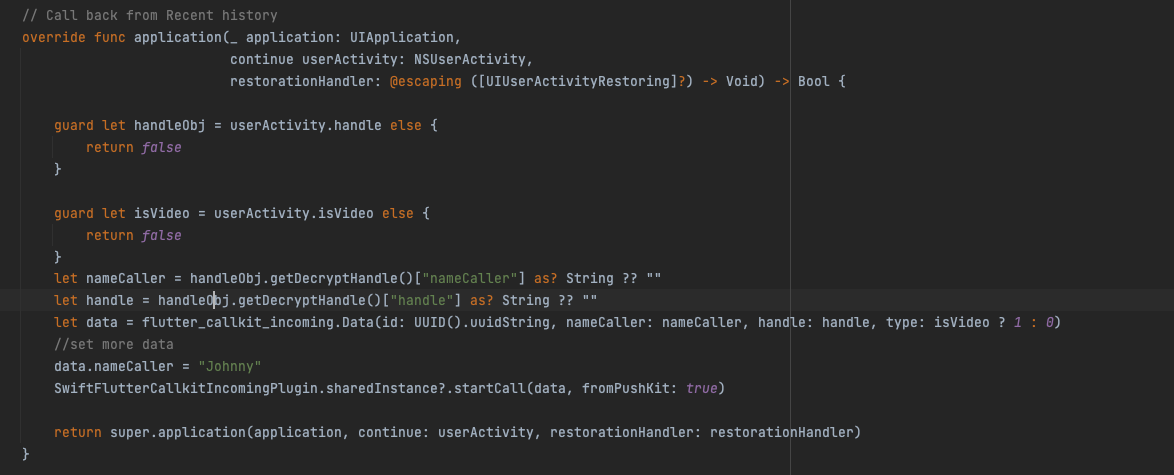 // Call back from Recent history
override func application(_ application: UIApplication,
continue userActivity: NSUserActivity,
restorationHandler: @escaping ([UIUserActivityRestoring]?) -> Void) -> Bool {
guard let handleObj = userActivity.handle else {
return false
}
guard let isVideo = userActivity.isVideo else {
return false
}
let nameCaller = handleObj.getDecryptHandle()["nameCaller"] as? String ?? ""
let handle = handleObj.getDecryptHandle()["handle"] as? String ?? ""
let data = flutter_callkit_incoming.Data(id: UUID().uuidString, nameCaller: nameCaller, handle: handle, type: isVideo ? 1 : 0)
//set more data
data.nameCaller = "Johnny"
SwiftFlutterCallkitIncomingPlugin.sharedInstance?.startCall(data, fromPushKit: true)
return super.application(application, continue: userActivity, restorationHandler: restorationHandler)
}